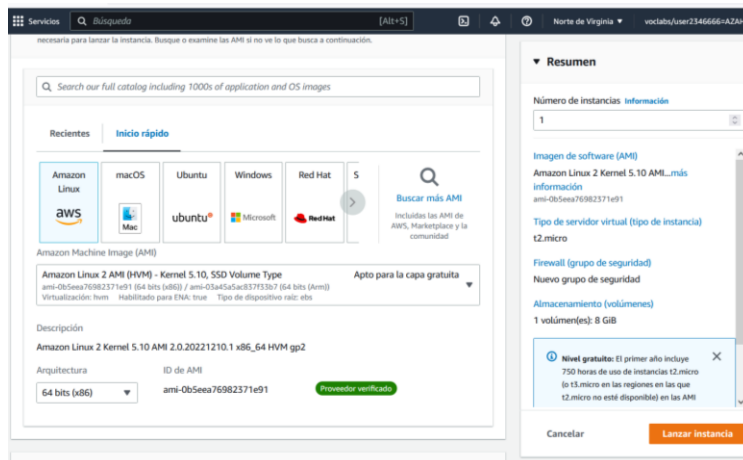 Servicios
Búsqueda
[Alt+S]
Norte de Virginia
voclabs/user2346666=AZAH
necesaria para lanzar la instancia. Busque o examine las AMI si no ve lo que busca a continuación.
Search our full catalog including 1000s of application and OS images
Recientes
Inicio rápido
Amazon
Linux
aws
macOS
Mac
Ubuntu
ubuntu
Windows
Microsoft
Red Hat
Red Hat
S
Buscar más AMI
Incluidas las AMI de
AWS, Marketplace y la
comunidad
Amazon Machine Image (AMI)
Amazon Linux 2 AMI (HVM) - Kernel 5.10, SSD Volume Type
Apto para la capa gratuita
ami-0b5eea76982371e91 (64 bits (x86)) / ami-03a45a5ac837f33b7 (64 bits (Arm))
Virtualización: hvm Habilitado para ENA: true Tipo de dispositivo raíz: ebs
Descripción
Amazon Linux 2 Kernel 5.10 AMI 2.0.20221210.1 x86_64 HVM gp2
Arquitectura
ID de AMI
64 bits (x86)
ami-0b5eea76982371e91
Proveedor verificado
Resumen
Número de instancias Información
1
Imagen de software (AMI)
Amazon Linux 2 Kernel 5.10 AMI...más
información
ami-0b5eea76982371e91
Tipo de servidor virtual (tipo de instancia)
t2.micro
Firewall (grupo de seguridad)
Nuevo grupo de seguridad
Almacenamiento (volúmenes)
1 volumen(es): 8 GiB
Nivel gratuito: El primer año incluye
750 horas de uso de instancias t2.micro
(o t3.micro en las regiones en las que
t2.micro no esté disponible) en las AMI
Cancelar
Lanzar instancia